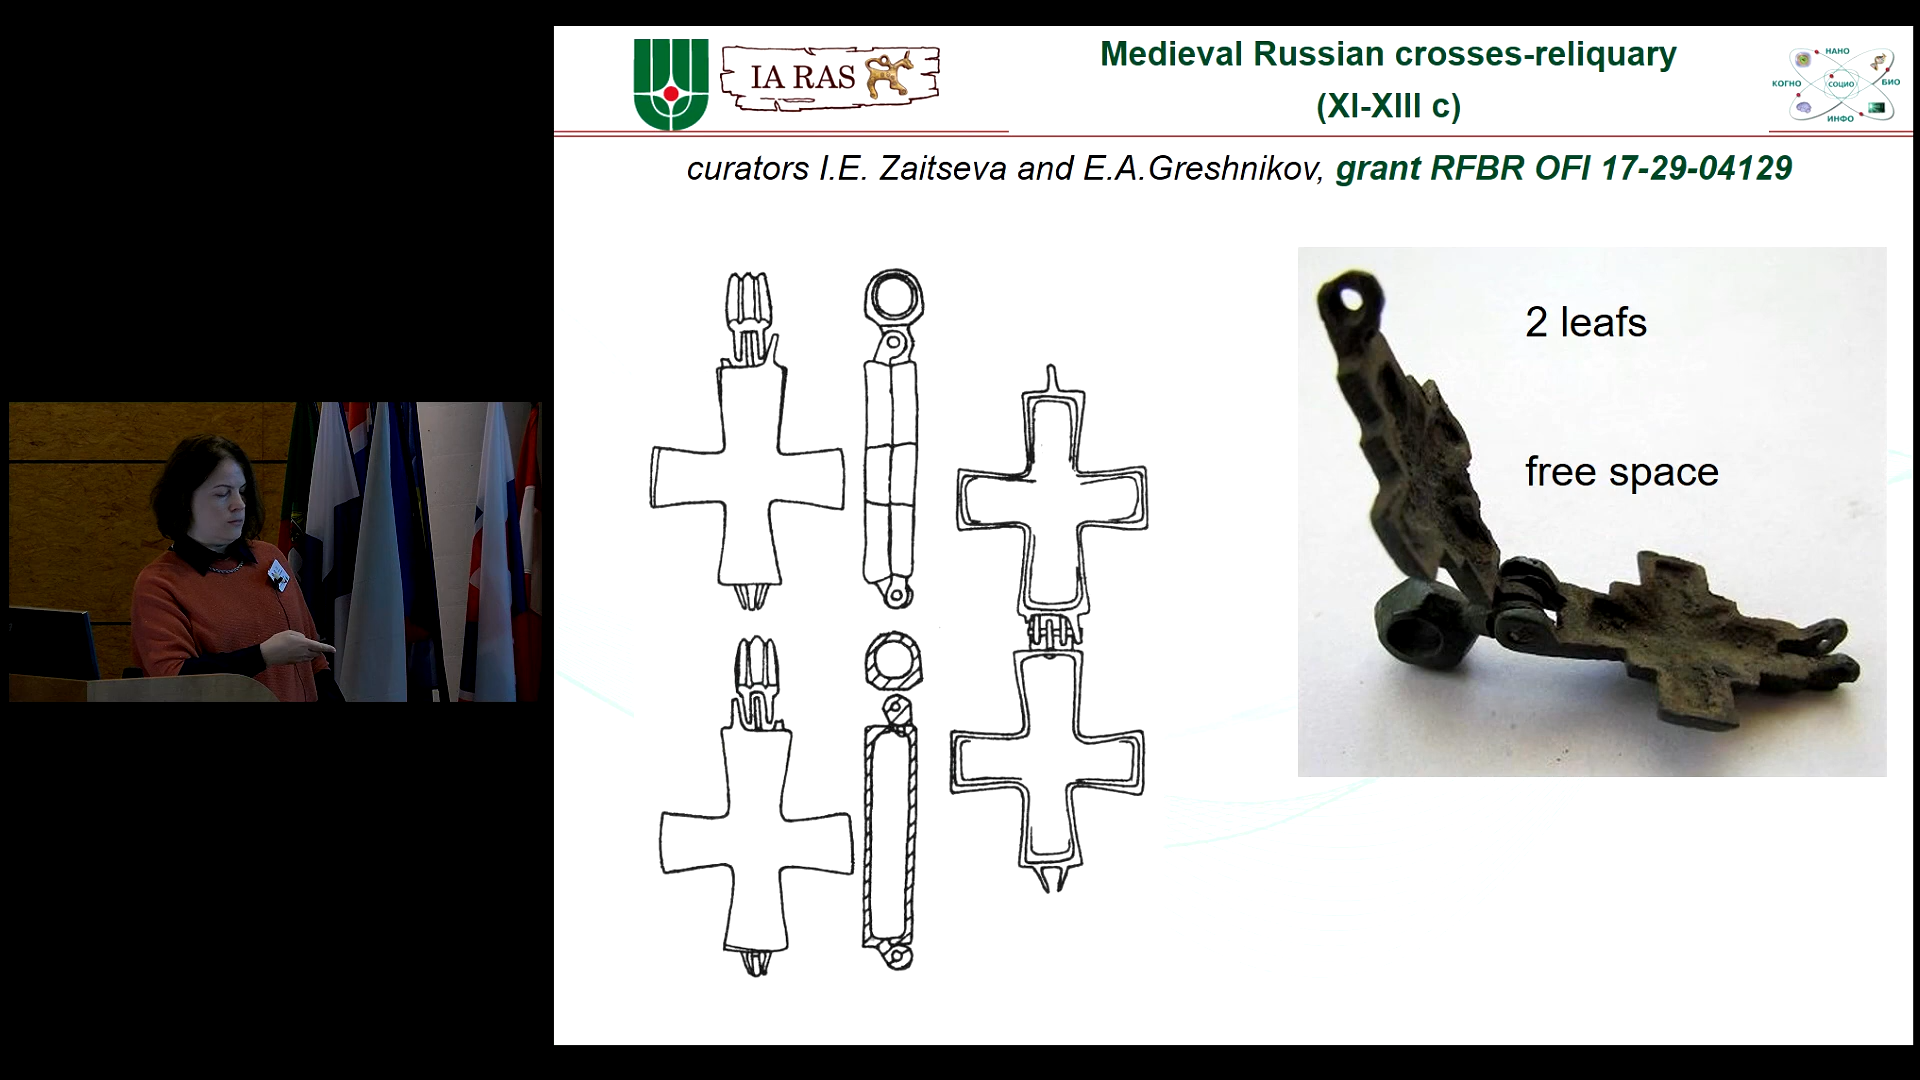 IA RAS
Medieval Russian crosses-reliquary
(XI-XIII c)
НАНО
КОГНО
СОЦИО
БИО
ИНФО
curators I.E. Zaitseva and E.A.Greshnikov, grant RFBR OFI 17-29-04129
2 leafs
free space